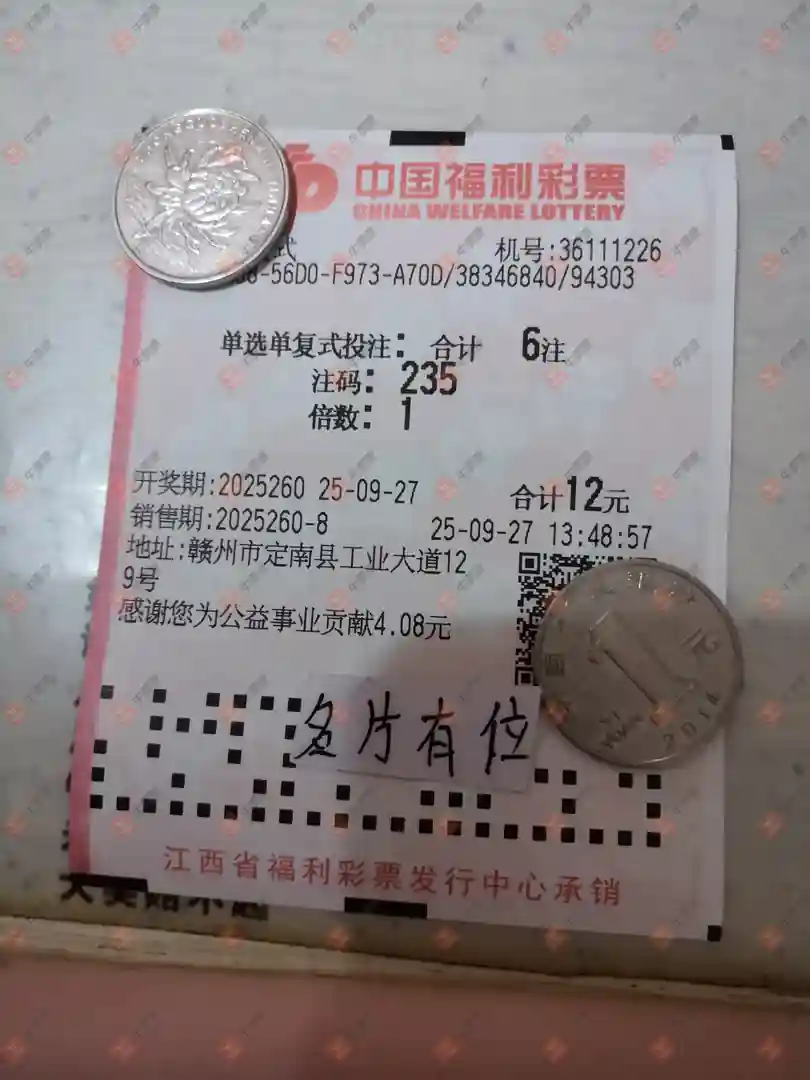 中国福利彩票
CHINA WELFARE LOTTERY
式 机号:36111226
-56D0-F973-A70D/38346840/94303
单选单复式投注: 合计 6注
注码: 235
倍数: 1
开奖期:2025260 25-09-27 合计12元
销售期:2025260-8 25-09-27 13:48:57
地址:赣州市定南县工业大道12
9号
感谢您为公益事业贡献4.08元
2014
名片有位
江西省福利彩票发行中心承销